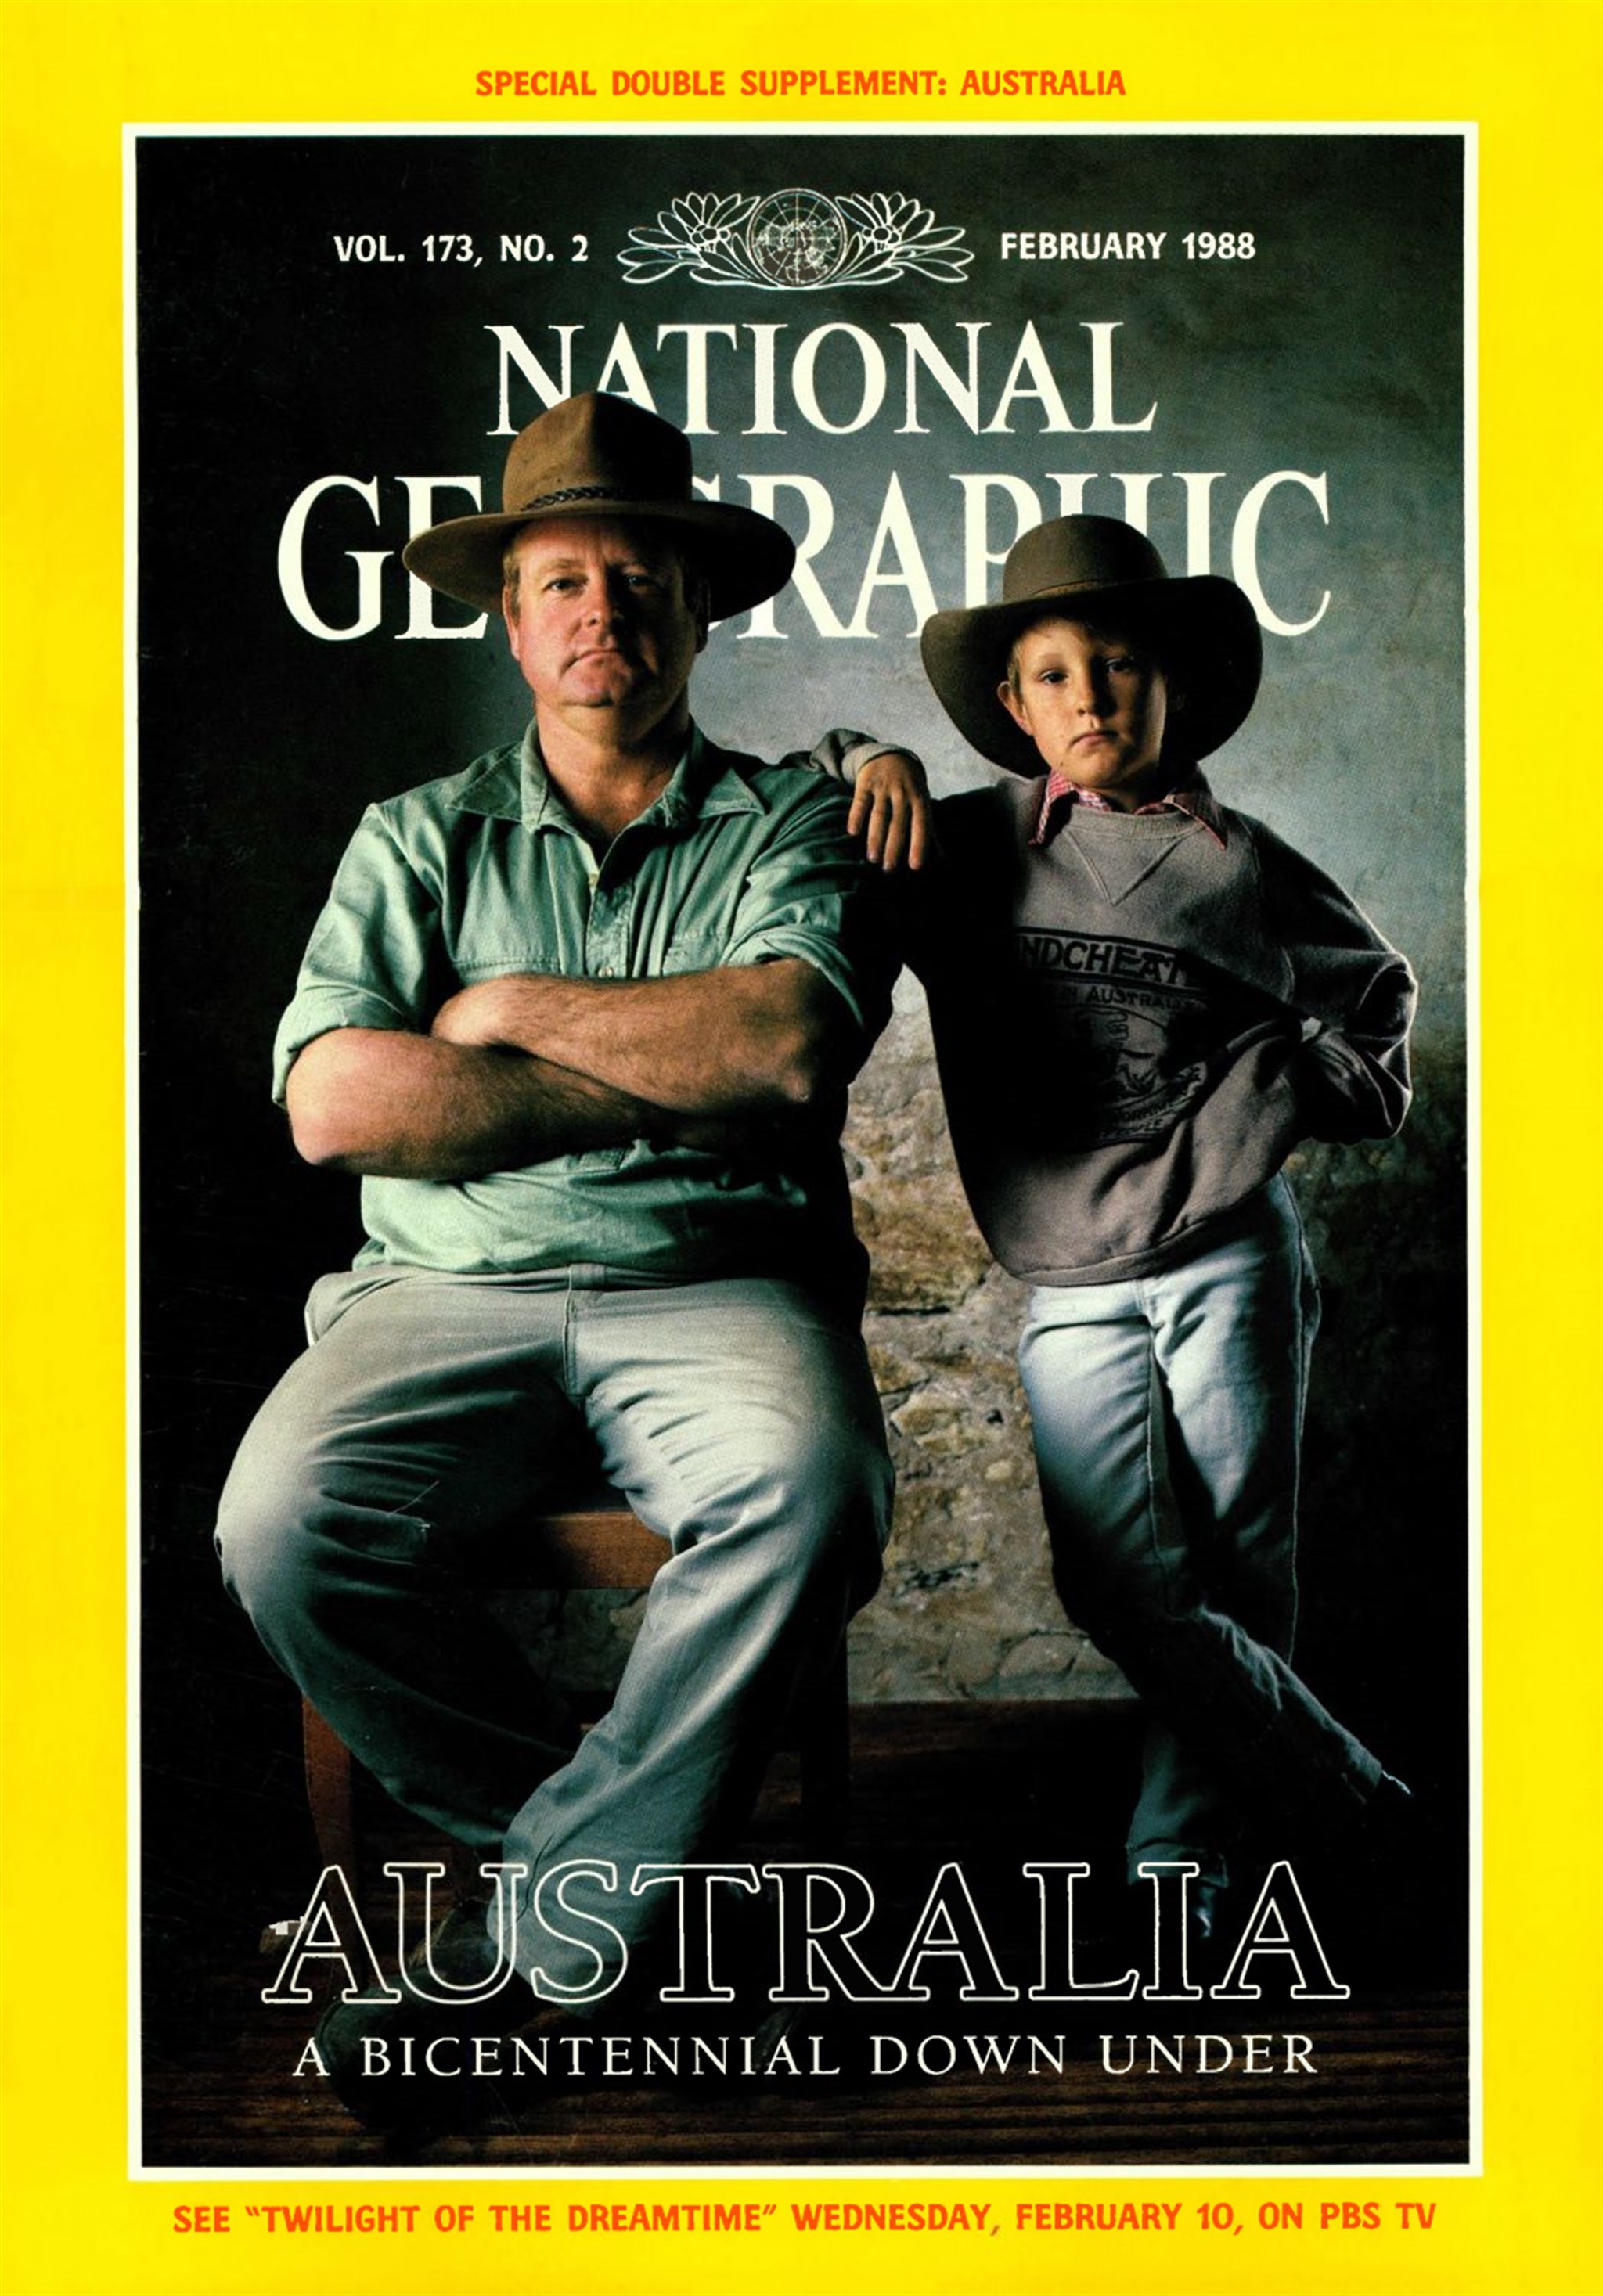 SPECIAL DOUBLE SUPPLEMENT: AUSTRALIA
VOL. 173, NO. 2
FEBRUARY 1988
NATIONAL
GEOGRAPHIC
AUSTRALIA
A BICENTENNIAL DOWN UNDER
SEE “TWILIGHT OF THE DREAMTIME” WEDNESDAY, FEBRUARY 10, ON PBS TV